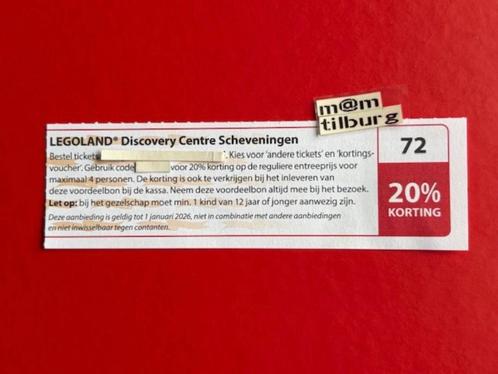 m@m
tilburg
LEGOLAND® Discovery Centre Scheveningen
Bestel tickets '. Kies voor 'andere tickets' en 'kortings-
voucher'. Gebruik code voor 20% korting op de reguliere entreeprijs voor
maximaal 4 personen. De korting is ook te verkrijgen bij het inleveren van
deze voordeelbon bij de kassa. Neem deze voordeelbon altijd mee bij het bezoek.
Let op: bij het gezelschap moet min. 1 kind van 12 jaar of jonger aanwezig zijn.
Deze aanbieding is geldig tot 1 januari 2026, niet in combinatie met andere aanbiedingen
en niet inwisselbaar tegen contanten.
72
20%
KORTING